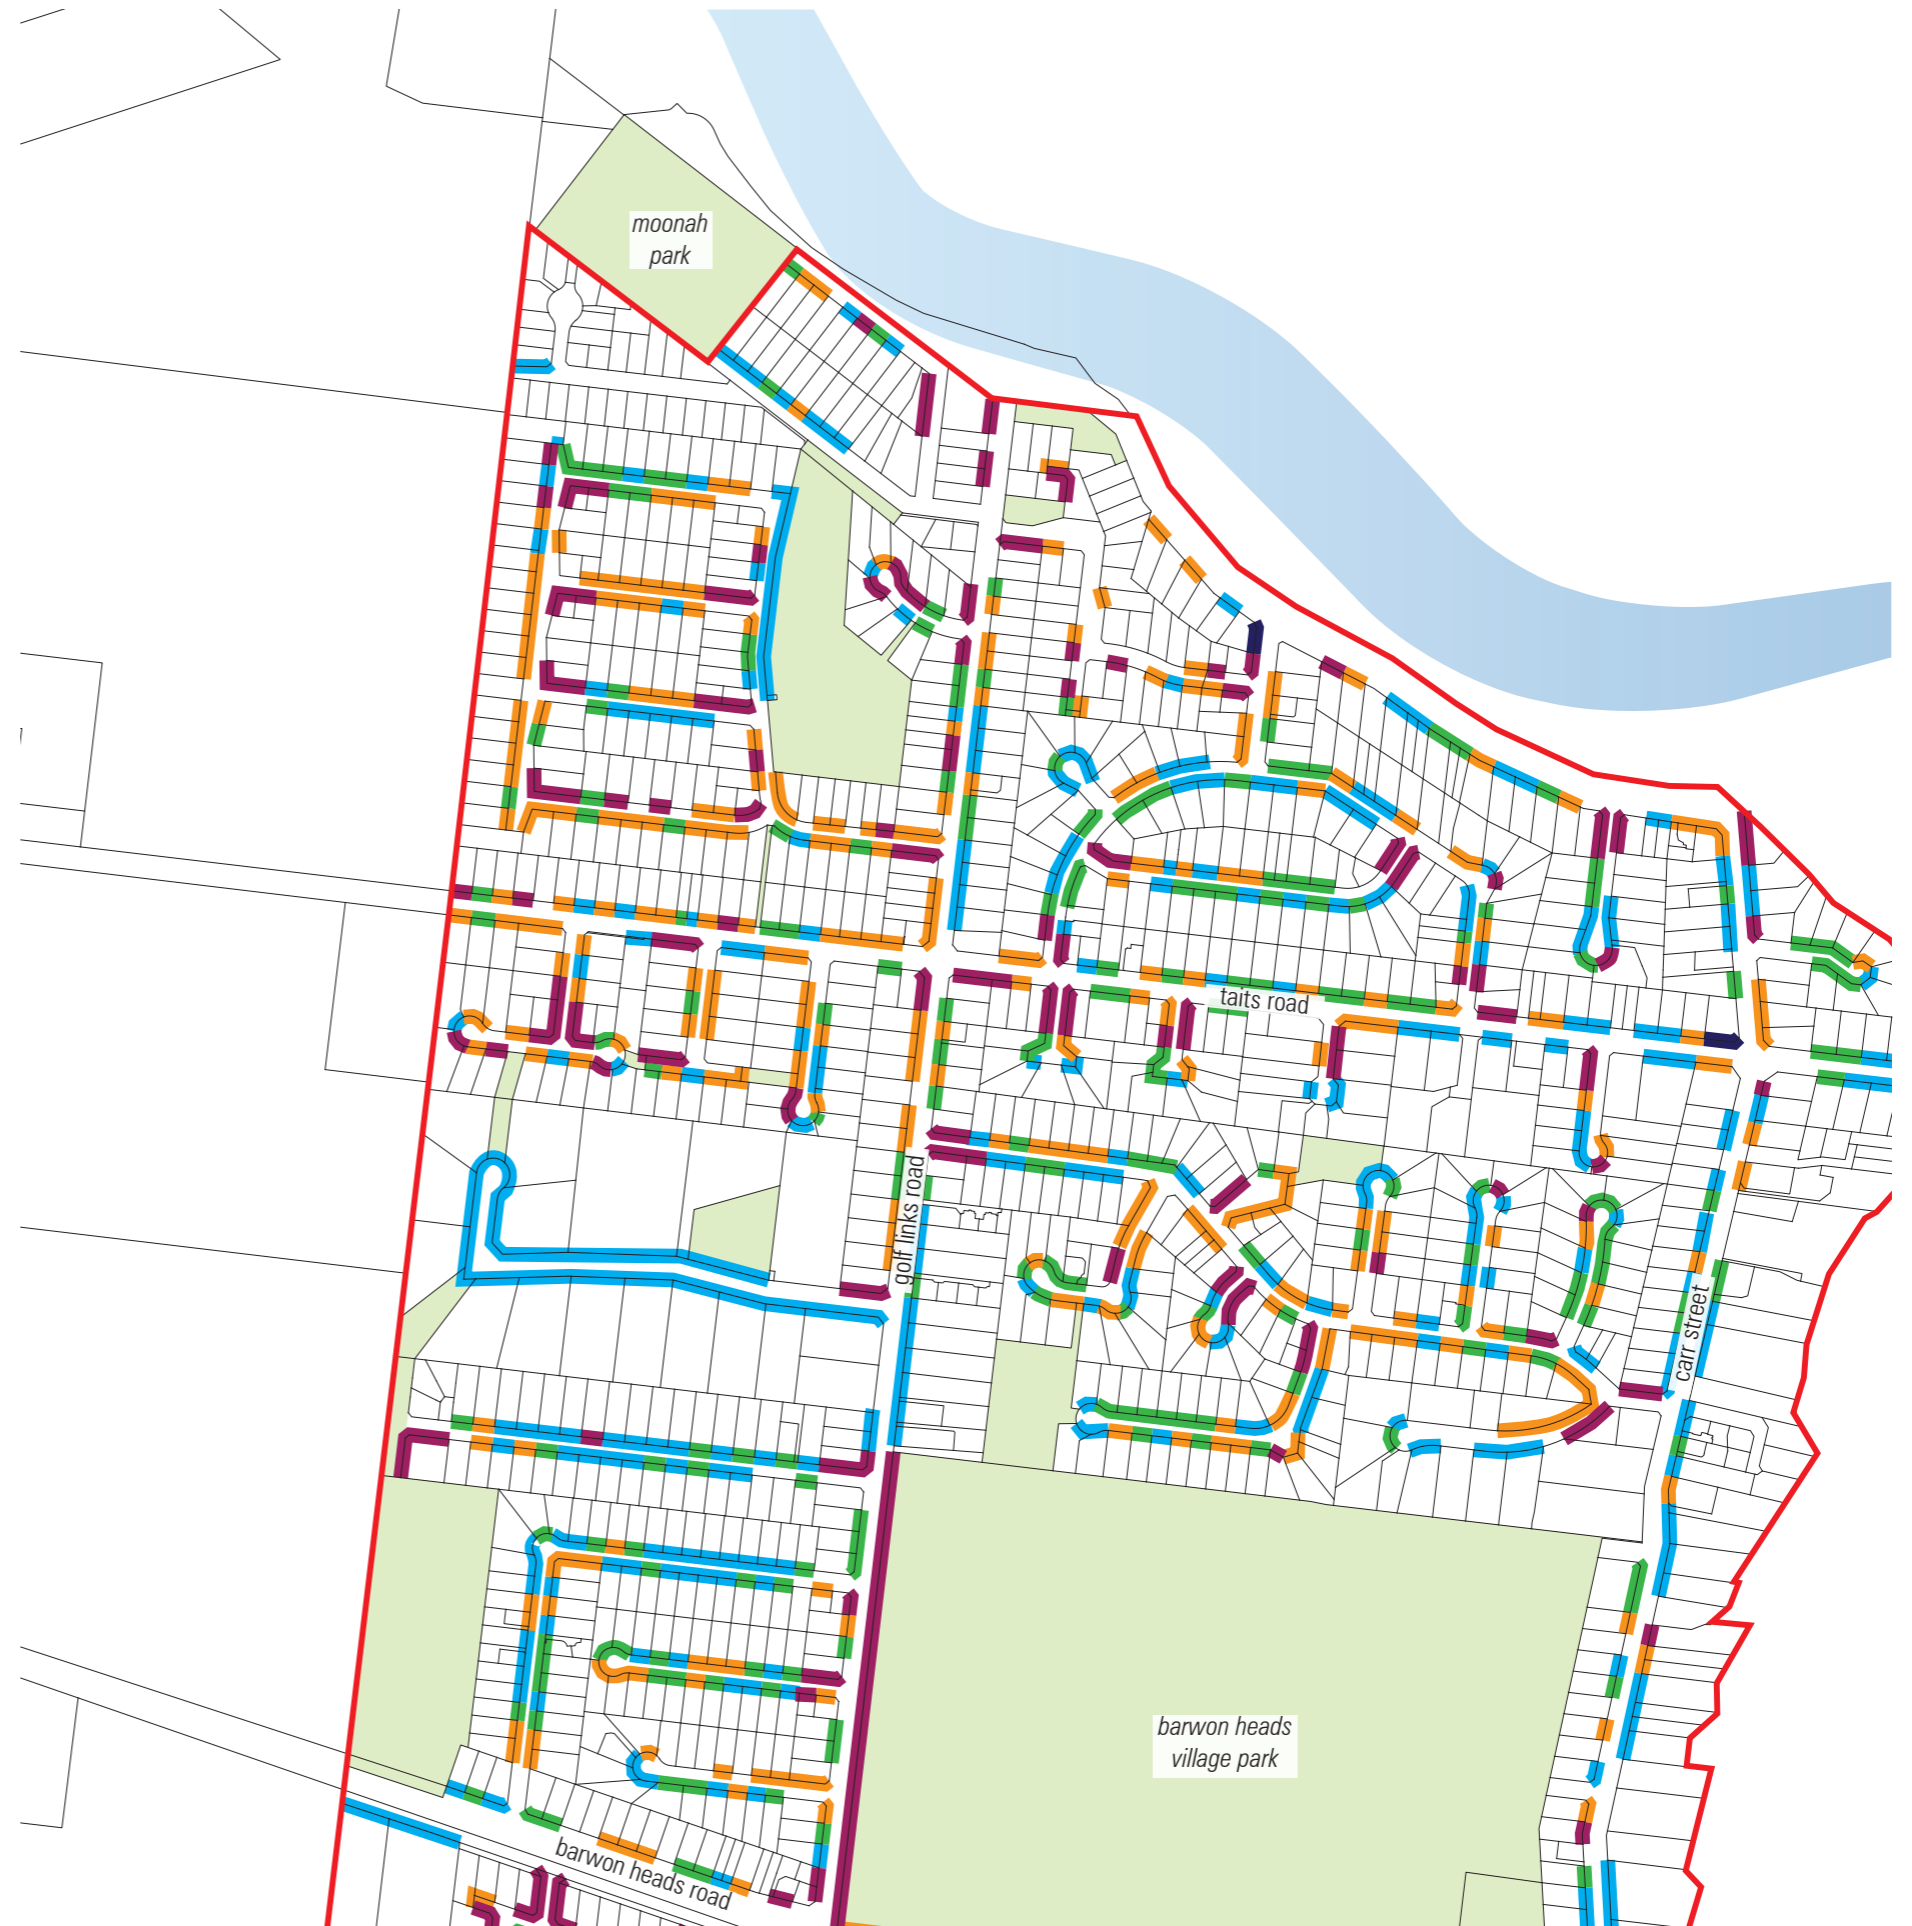 moonah
park
taits road
golf links road
carr street
barwon heads
village park
barwon heads road